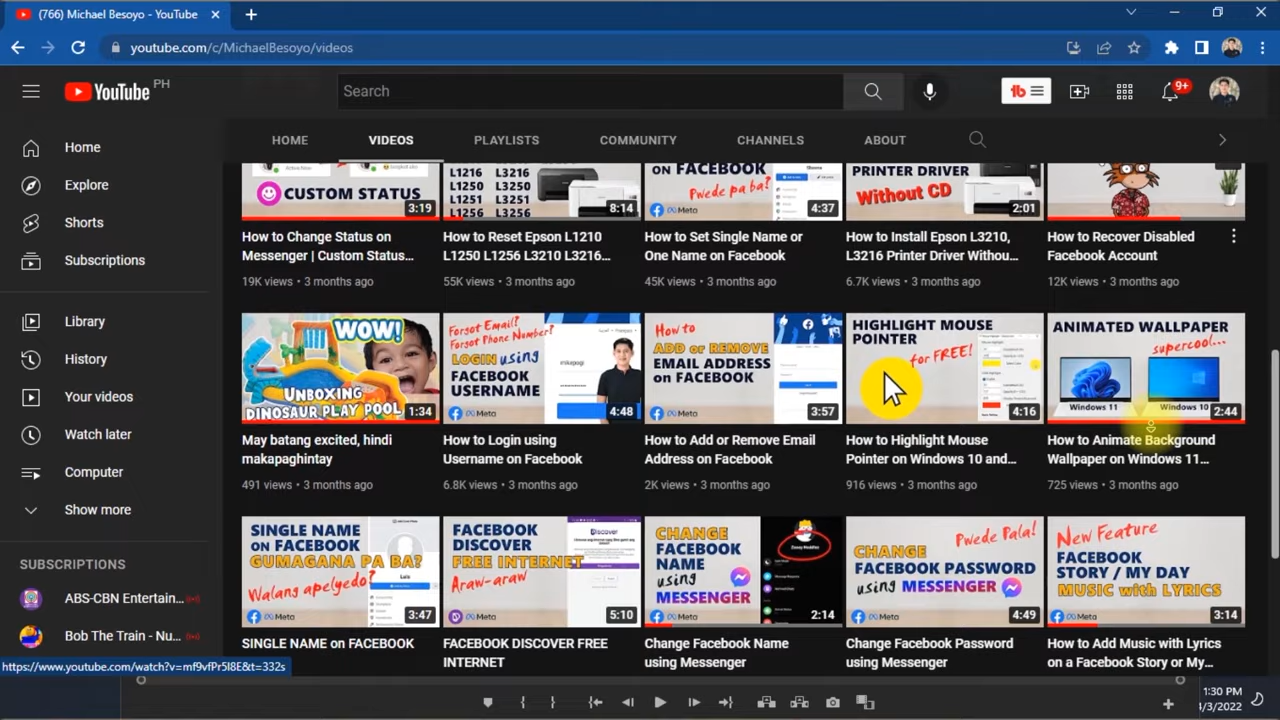 (766) Michael Besoyo - YouTube
youtube.com/c/MichaelBesoyo/videos
YouTube PH
Search
9+
HOME
VIDEOS
PLAYLISTS
COMMUNITY
CHANNELS
ABOUT
Home
Explore
Shorts
Subscriptions
Library
History
Your videos
Watch later
Computer
Show more
SUBSCRIPTIONS
ABS-CBN Entertain...
Bob The Train - Nu...
CUSTOM STATUS
3:19
How to Change Status on
Messenger | Custom Status...
19K views • 3 months ago
L1216 L3216
L1250 L3250
L1251 L3251
L1256 L3256
8:14
How to Reset Epson L1210
L1250 L1256 L3210 L3216...
55K views • 3 months ago
ON FACEBOOK
Pwede pa ba?
Meta
4:37
How to Set Single Name or
One Name on Facebook
45K views • 3 months ago
PRINTER DRIVER
Without CD
2:01
How to Install Epson L3210,
L3216 Printer Driver Withou...
6.7K views • 3 months ago
How to Recover Disabled
Facebook Account
12K views • 3 months ago
WOW!
UNBOXING
DINOSAUR PLAY POOL
1:34
May batang excited, hindi
makapaghintay
491 views • 3 months ago
Forgot Email?
Forgot Phone Number?
LOGIN using
FACEBOOK
USERNAME
Meta
4:48
How to Login using
Username on Facebook
6.8K views • 3 months ago
How to
ADD or REMOVE
EMAIL ADDRESS
on FACEBOOK
Meta
3:57
How to Add or Remove Email
Address on Facebook
2K views • 3 months ago
HIGHLIGHT MOUSE
POINTER
for FREE!
4:16
How to Highlight Mouse
Pointer on Windows 10 and...
916 views • 3 months ago
ANIMATED WALLPAPER
supercool...
Windows 11
Windows 10
2:44
How to Animate Background
Wallpaper on Windows 11...
725 views • 3 months ago
SINGLE NAME
on FACEBOOK
GUMAGANA PA BA?
Walang apelyedo?
Meta
3:47
SINGLE NAME on FACEBOOK
FACEBOOK
DISCOVER
FREE INTERNET
Araw-araw
Discover
Meta
5:10
FACEBOOK DISCOVER FREE
INTERNET
CHANGE
FACEBOOK
NAME
using
MESSENGER
Meta
2:14
Change Facebook Name
using Messenger
Pwede Pala!
CHANGE
FACEBOOK PASSWORD
using MESSENGER
Meta
4:49
Change Facebook Password
using Messenger
New Feature
FACEBOOK
STORY / MY DAY
MUSIC with LYRICS
Meta
3:14
How to Add Music with Lyrics
on a Facebook Story or My...
https://www.youtube.com/watch?v=mf9vfPr5I8E&t=332s
1:30 PM
4/3/2022